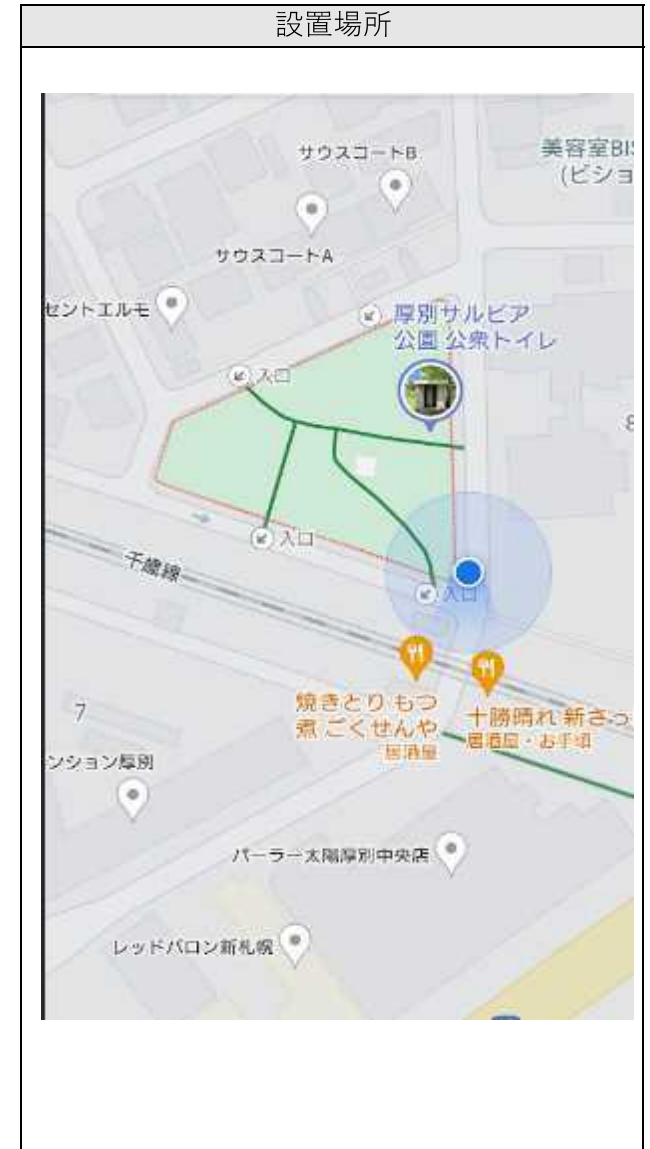 設置場所
サウスコートB
美容室BI
(ビショ
サウスコートA
セントエルモ
厚別サルビア
公園 公衆トイレ
入口
8
入口
千歳線
入口
7
焼きとり もつ
煮 ごくせんや
居酒屋
十勝晴れ 新さっ
居酒屋・お手頃
ンション厚別
パーラー太陽厚別中央店
レッドバロン新札幌